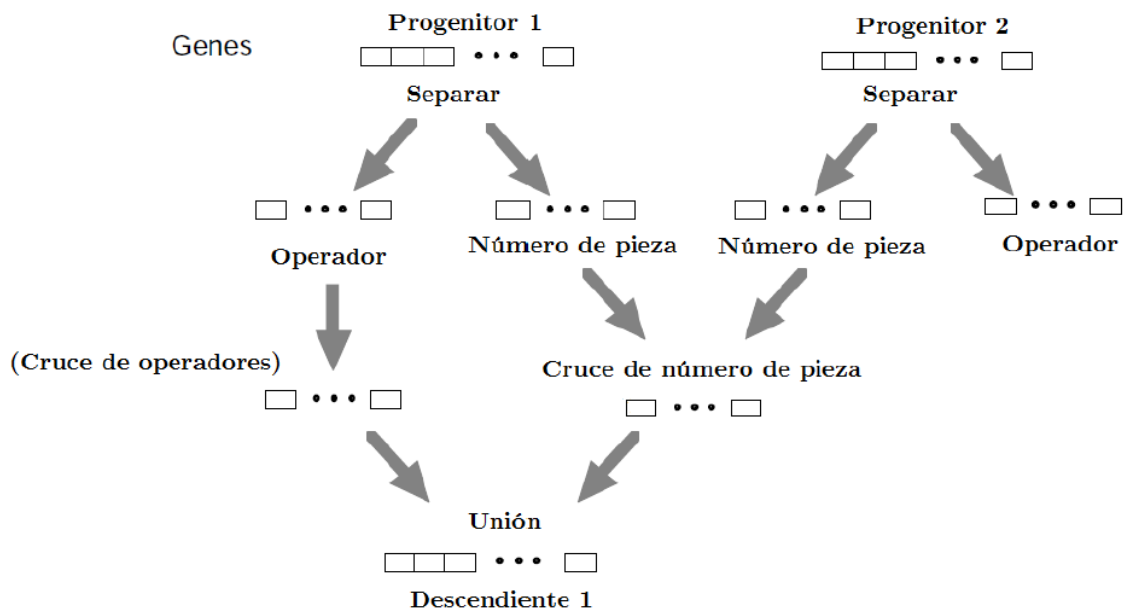 Genes
Progenitor 1
Progenitor 2
Separar
Separar
Operador
Número de pieza
Número de pieza
Operador
(Cruce de operadores)
Cruce de número de pieza
Unión
Descendiente 1